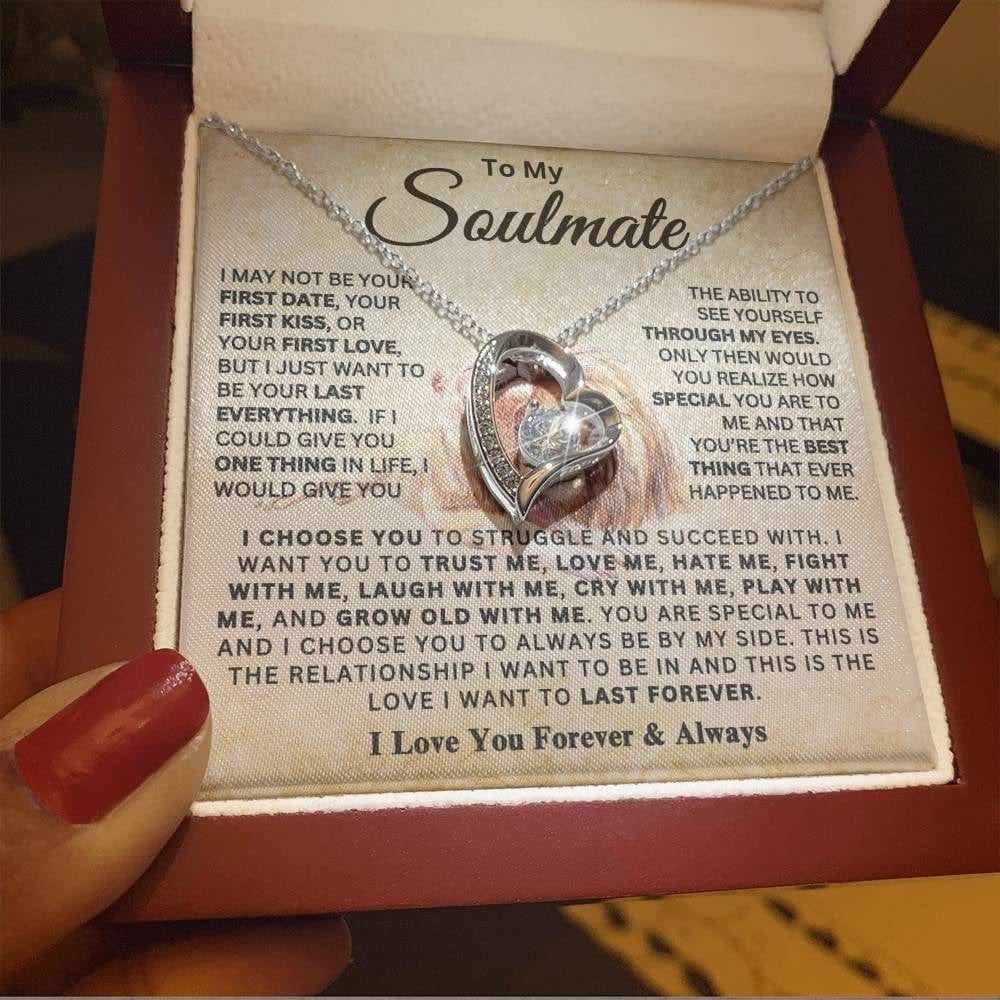 To My
Soulmate
I MAY NOT BE YOUR
FIRST DATE, YOUR
FIRST KISS, OR
YOUR FIRST LOVE,
BUT I JUST WANT TO
BE YOUR LAST
EVERYTHING. IF I
COULD GIVE YOU
ONE THING IN LIFE, I
WOULD GIVE YOU
THE ABILITY TO
SEE YOURSELF
THROUGH MY EYES.
ONLY THEN WOULD
YOU REALIZE HOW
SPECIAL YOU ARE TO
ME AND THAT
YOU'RE THE BEST
THING THAT EVER
HAPPENED TO ME.
I CHOOSE YOU TO STRUGGLE AND SUCCEED WITH. I
WANT YOU TO TRUST ME, LOVE ME, HATE ME, FIGHT
WITH ME, LAUGH WITH ME, CRY WITH ME, PLAY WITH
ME, AND GROW OLD WITH ME. YOU ARE SPECIAL TO ME
AND I CHOOSE YOU TO ALWAYS BE BY MY SIDE. THIS IS
THE RELATIONSHIP I WANT TO BE IN AND THIS IS THE
LOVE I WANT TO LAST FOREVER.
I Love You Forever & Always